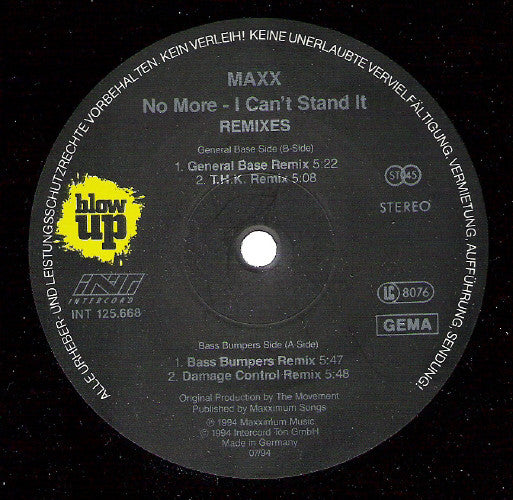 ALLE URHEBER- UND LEISTUNGSSCHUTZRECHTE VORBEHALTEN. KEIN VERLEIH! KEINE UNERLAUBTE VERVIELFÄLTIGUNG, VERMIETUNG, AUFFÜHRUNG, SENDUNG!
MAXX
No More - I Can't Stand It
REMIXES
General Base Side (B-Side)
1. General Base Remix 5:22
2. T.H.K. Remix 5:08
ST 45
STEREO
blow
up
INT
INTERCORD
INT 125.668
LC 8076
GEMA
Bass Bumpers Side (A-Side)
1. Bass Bumpers Remix 5:47
2. Damage Control Remix 5:48
Original Production by The Movement
Published by Maxximum Songs
℗ 1994 Maxximum Music
© 1994 Intercord Ton GmbH
Made in Germany
07/94